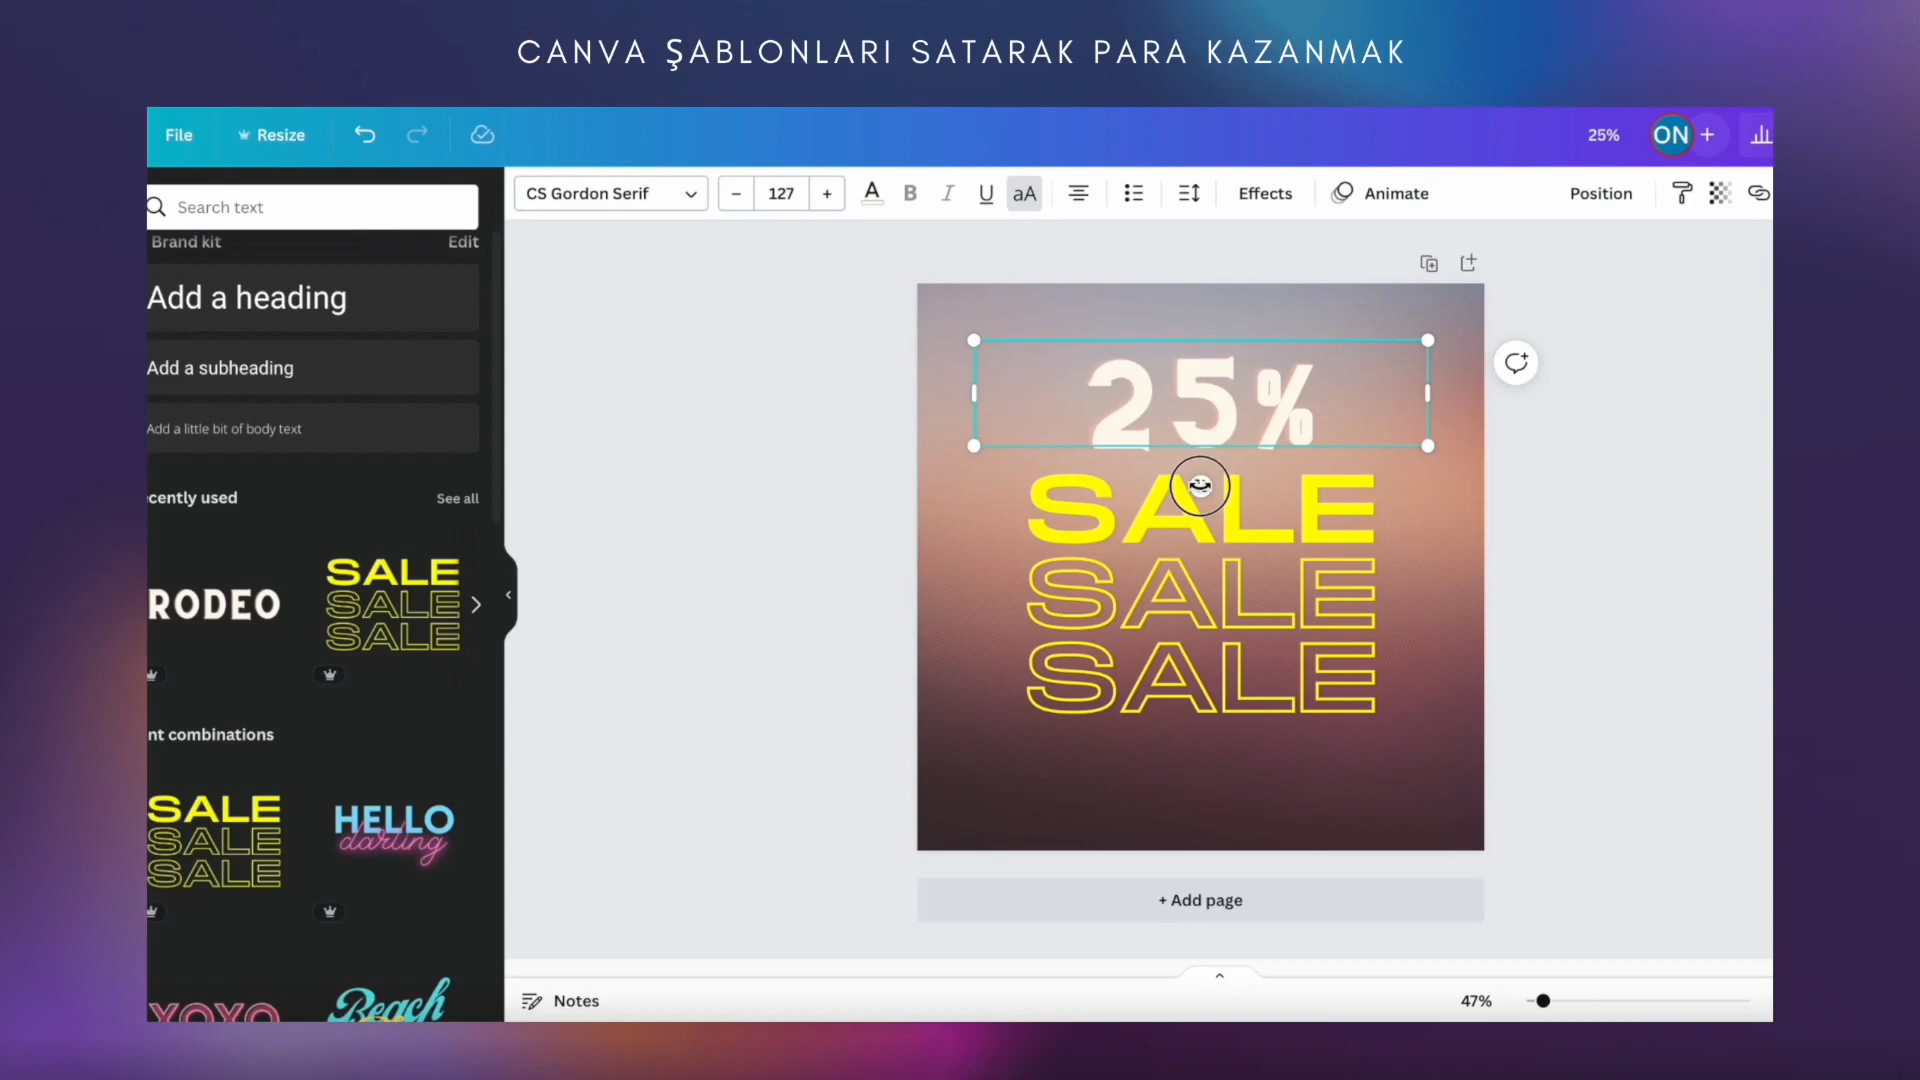 CANVA ŞABLONLARI SATARAK PARA KAZANMAK
File Resize 25% ON +
CS Gordon Serif - 127 + A B I U aA Effects Animate Position
Search text
Brand kit Edit
Add a heading
Add a subheading
Add a little bit of body text
cently used See all
RODEO
SALE
SALE
SALE
nt combinations
SALE
SALE
SALE
HELLO
darling
XOXO
Beach
25%
SALE
SALE
SALE
+ Add page
Notes 47%